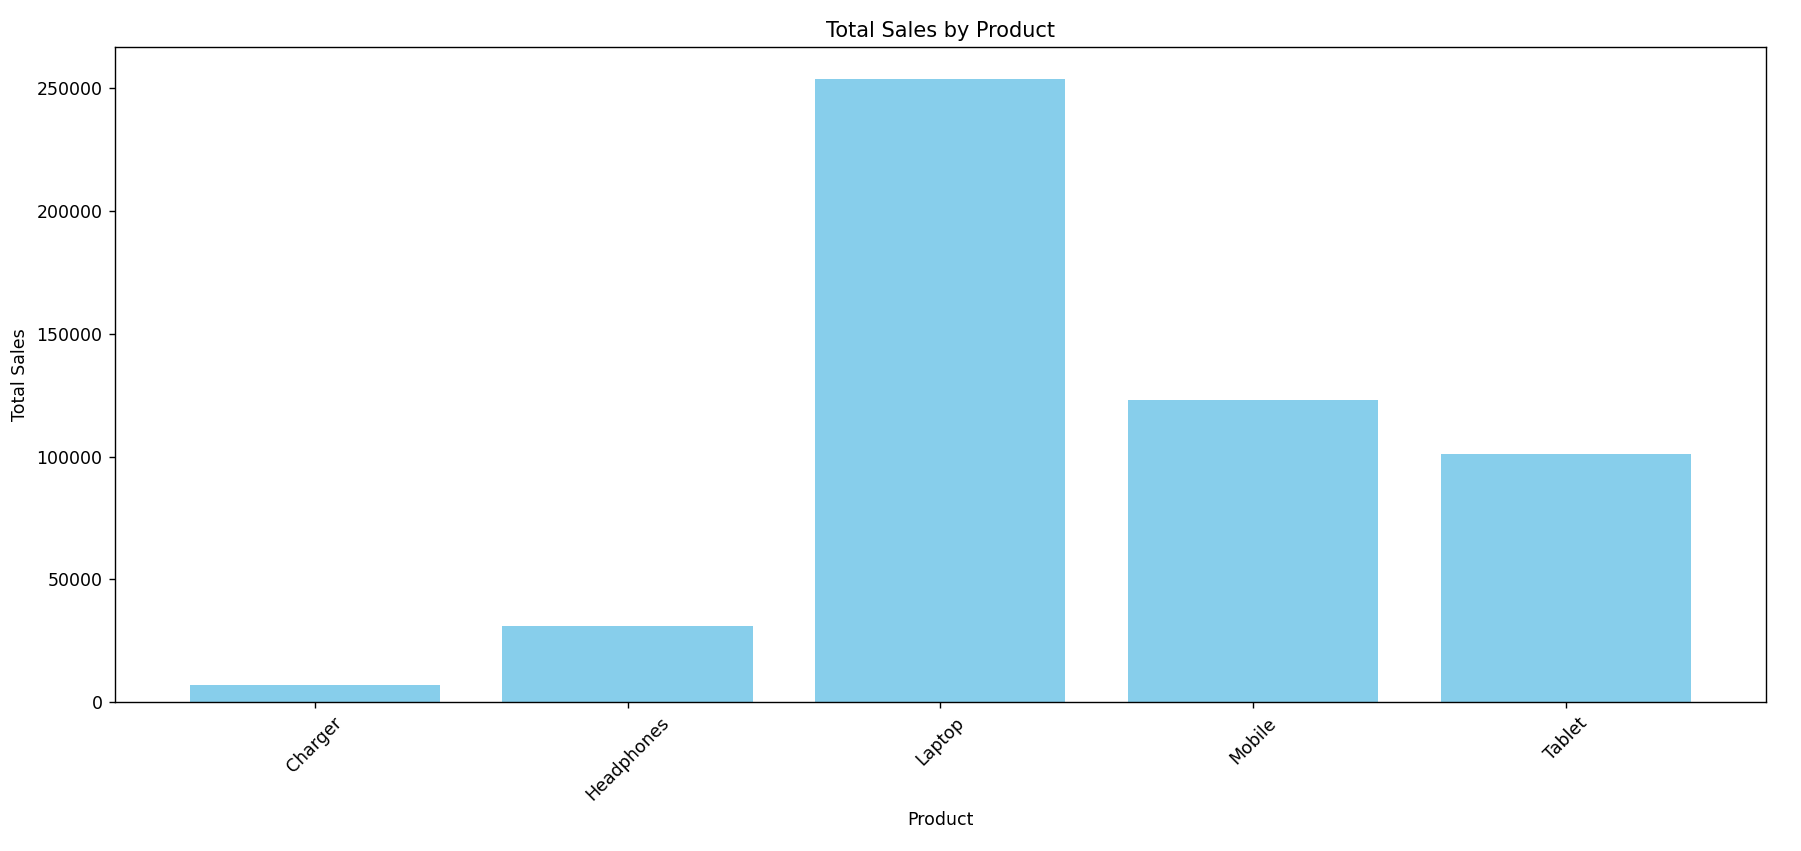 Total Sales by Product
250000
200000
150000
100000
50000
0
Total Sales
Charger
Headphones
Laptop
Mobile
Tablet
Product